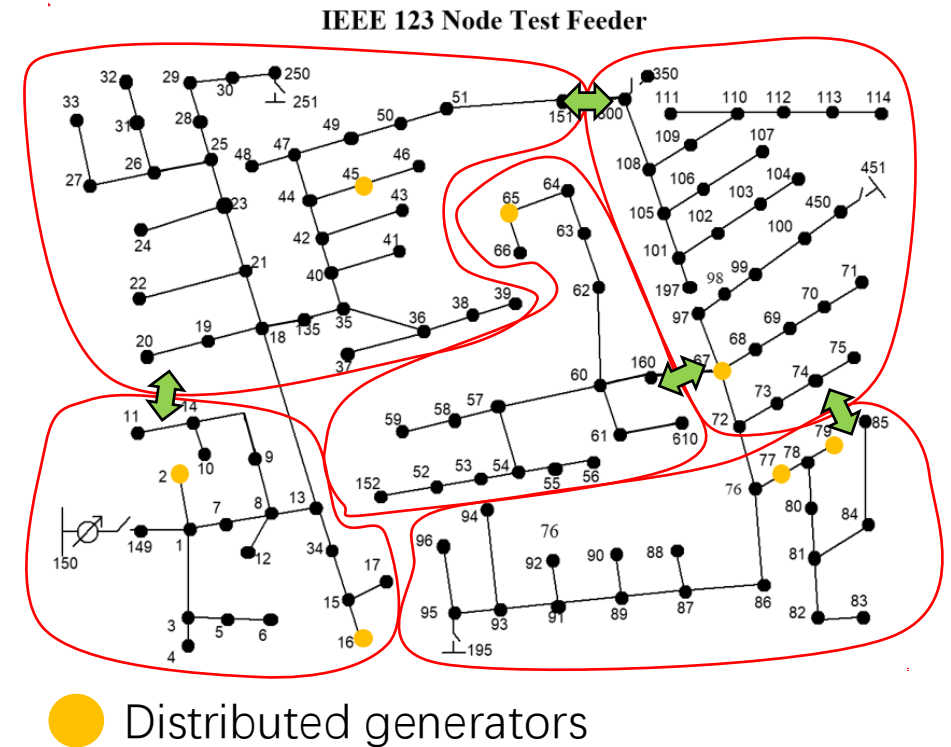 IEEE 123 Node Test Feeder
32 29 250 350
30 251
33 111 110 112 113 114
31 28 51 151 300
49 50 109 107
25 47 48 46 108
26 45 106 104 451
27 44 43 65 64 103 450
23 105 102 100
24 42 41 63 101
21 40 66 99 71
22 62 197 98 70
39 97 69
19 135 35 38 68 75
20 18 36 160 67 74
37 60 73
11 14 57 72 79 85
59 58 61 610 77 78
10 9 54 56
2 152 52 53 55 76
7 8 13 94 80 84
96 76 90 88
150 149 1 12 34 92 81
17 86
3 15 95 93 91 89 87 82 83
5 6
4 16 195
Distributed generators